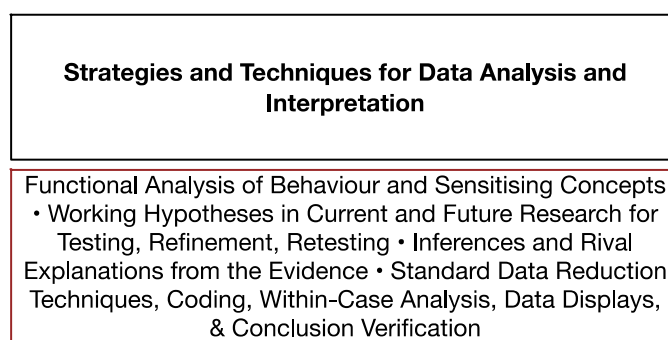 Strategies and Techniques for Data Analysis and
Interpretation
Functional Analysis of Behaviour and Sensitising Concepts
• Working Hypotheses in Current and Future Research for
Testing, Refinement, Retesting • Inferences and Rival
Explanations from the Evidence • Standard Data Reduction
Techniques, Coding, Within-Case Analysis, Data Displays,
& Conclusion Verification